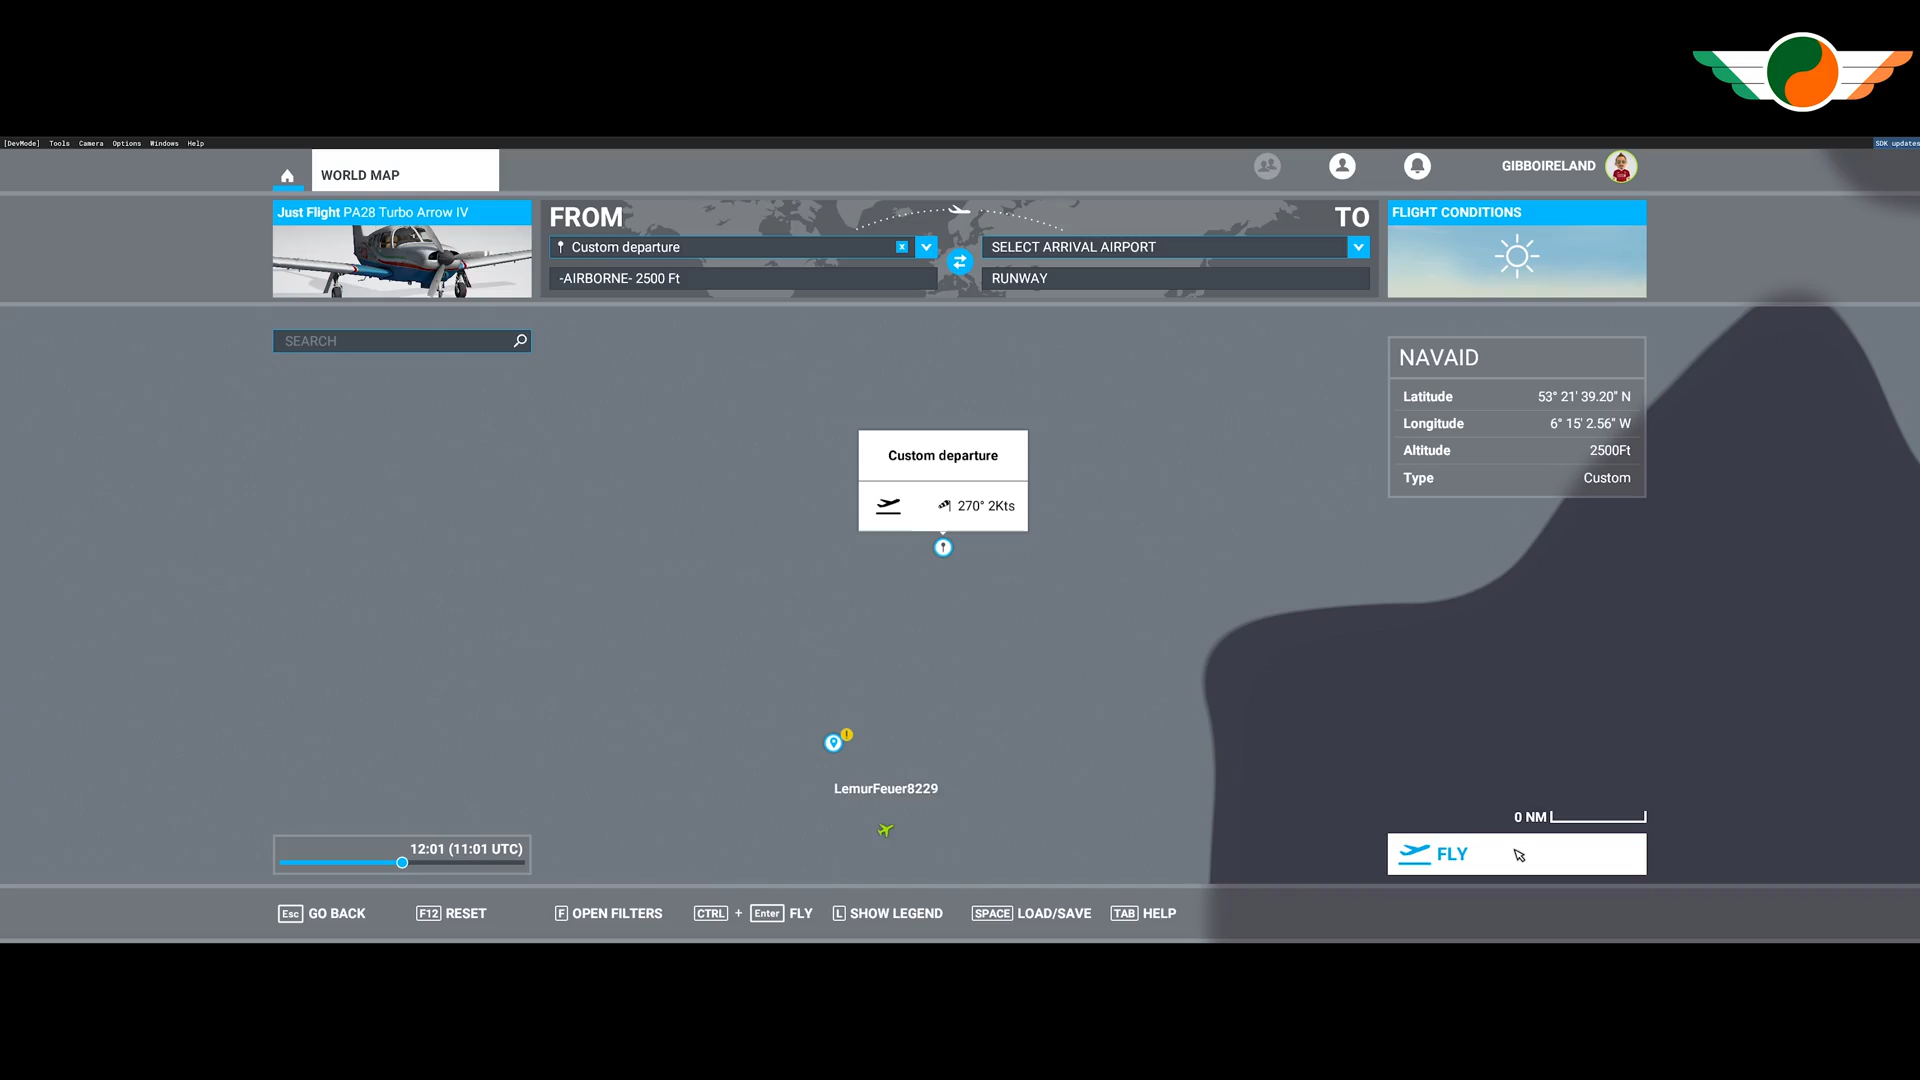 [DevMode] Tools Camera Options Windows Help
SDK updates
WORLD MAP
GIBBOIRELAND
Just Flight PA28 Turbo Arrow IV
FROM
TO
Custom departure
x
-AIRBORNE- 2500 Ft
SELECT ARRIVAL AIRPORT
RUNWAY
FLIGHT CONDITIONS
SEARCH
NAVAID
Latitude 53° 21' 39.20" N
Longitude 6° 15' 2.56" W
Altitude 2500Ft
Type Custom
Custom departure
270° 2Kts
!
LemurFeuer8229
0 NM
12:01 (11:01 UTC)
FLY
Esc GO BACK F12 RESET F OPEN FILTERS CTRL + Enter FLY L SHOW LEGEND SPACE LOAD/SAVE TAB HELP